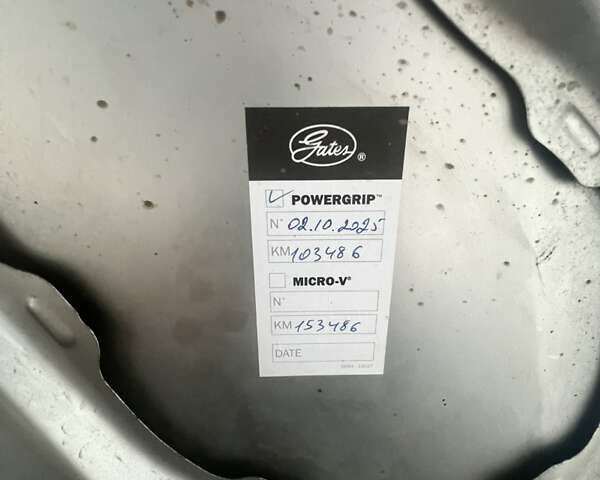 Gates®
POWERGRIP™
N° 02.10.2025
KM 103486
MICRO-V®
N°
KM 153486
DATE